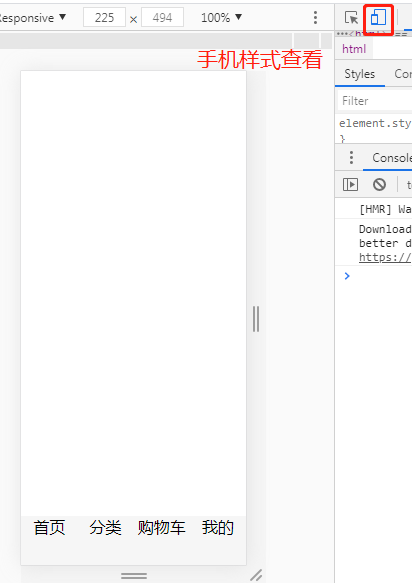 Responsive ▼ 225 × 494 100% ▼
手机样式查看
html
Styles Con
Filter
element.sty
}
Console
[HMR] Wa
Download
better d
https://
首页 分类 购物车 我的